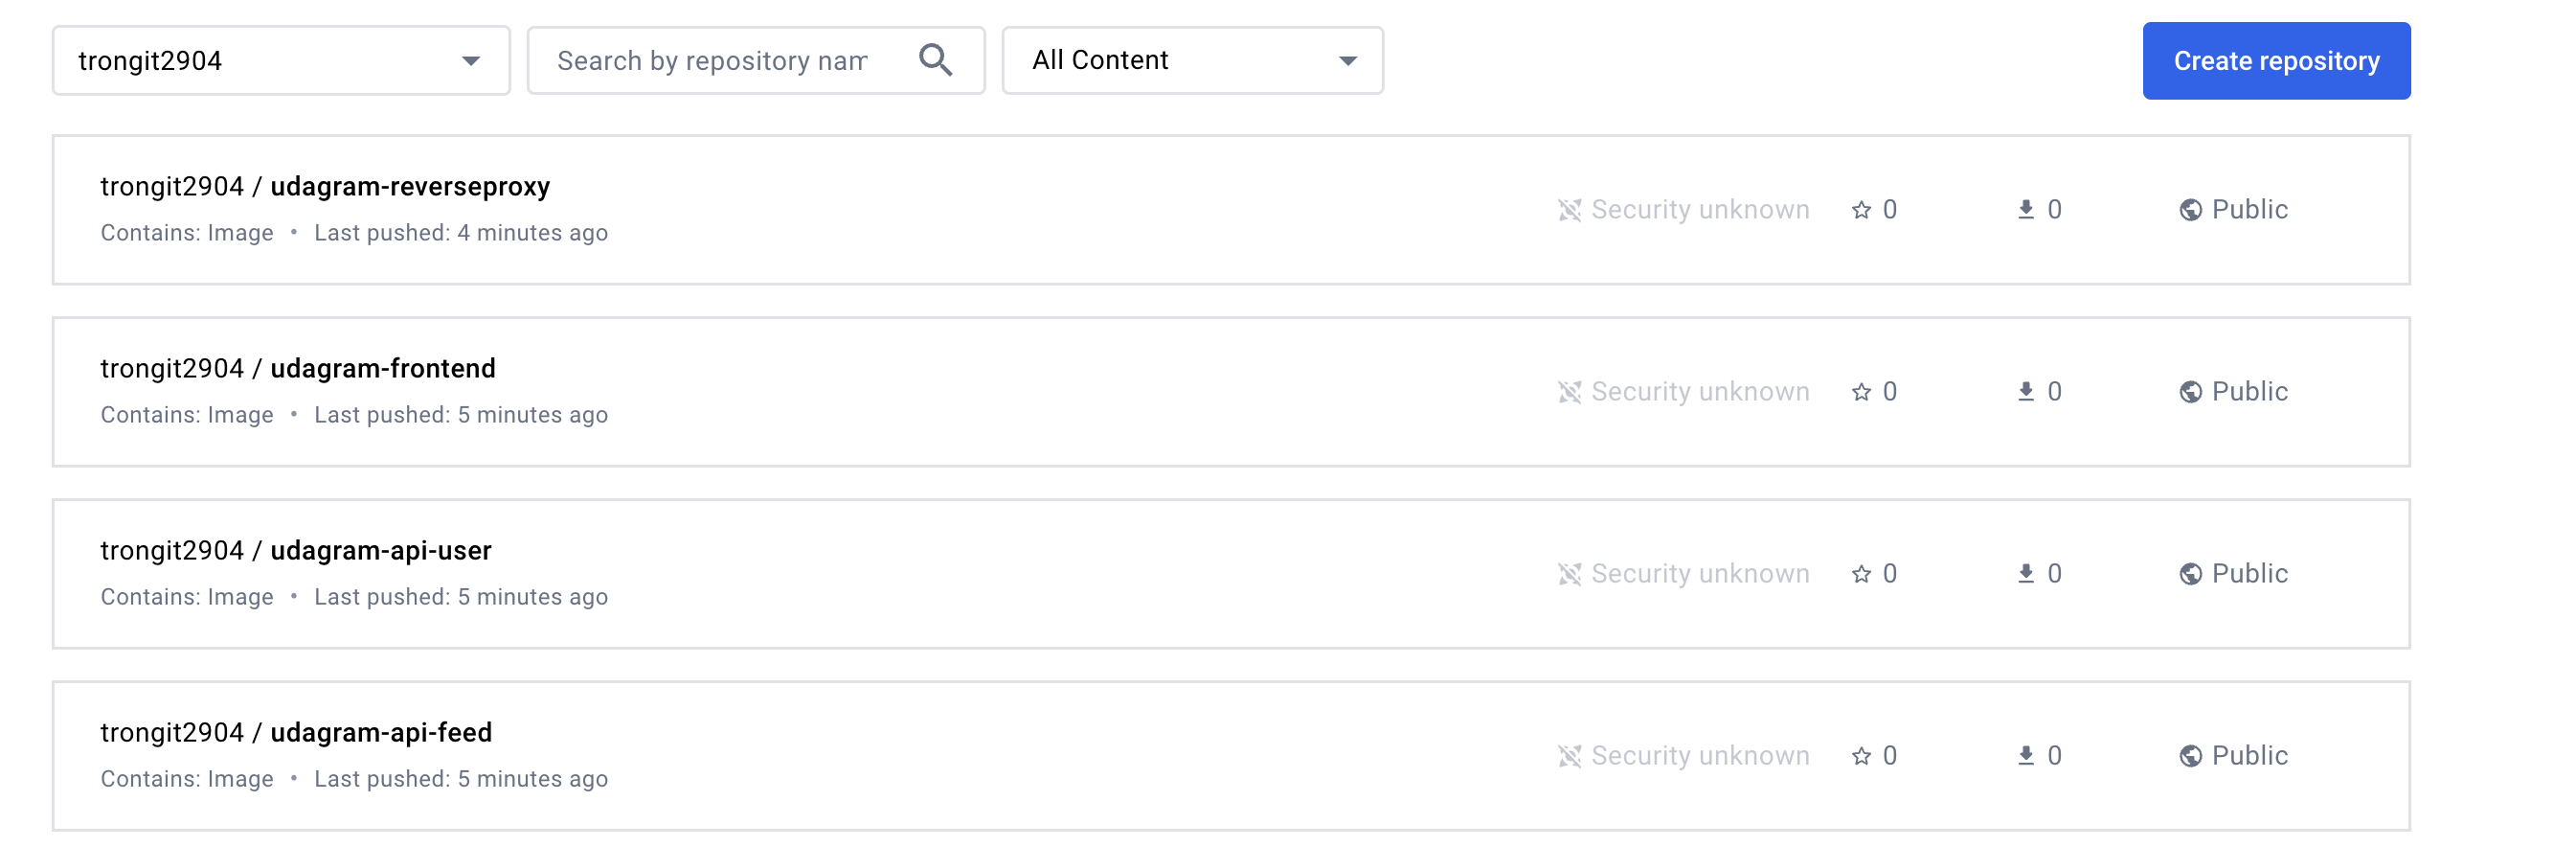 trongit2904
Search by repository nam
All Content
Create repository
trongit2904 / udagram-reverseproxy
Contains: Image • Last pushed: 4 minutes ago
Security unknown
0
0
Public
trongit2904 / udagram-frontend
Contains: Image • Last pushed: 5 minutes ago
Security unknown
0
0
Public
trongit2904 / udagram-api-user
Contains: Image • Last pushed: 5 minutes ago
Security unknown
0
0
Public
trongit2904 / udagram-api-feed
Contains: Image • Last pushed: 5 minutes ago
Security unknown
0
0
Public